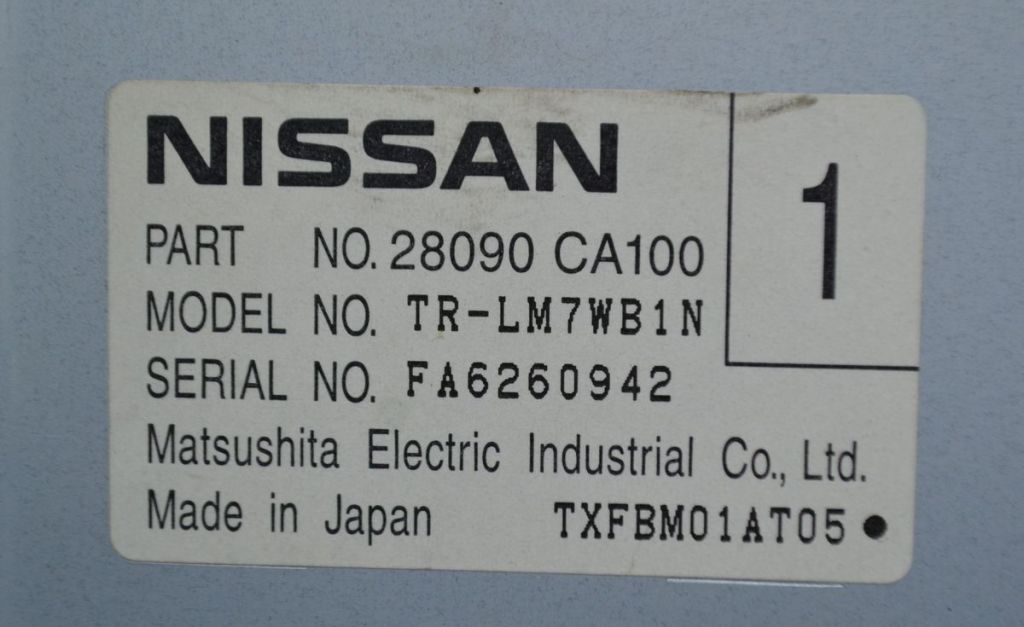 NISSAN
1
PART NO. 28090 CA100
MODEL NO. TR-LM7WB1N
SERIAL NO. FA6260942
Matsushita Electric Industrial Co., Ltd.
Made in Japan TXFBM01AT05